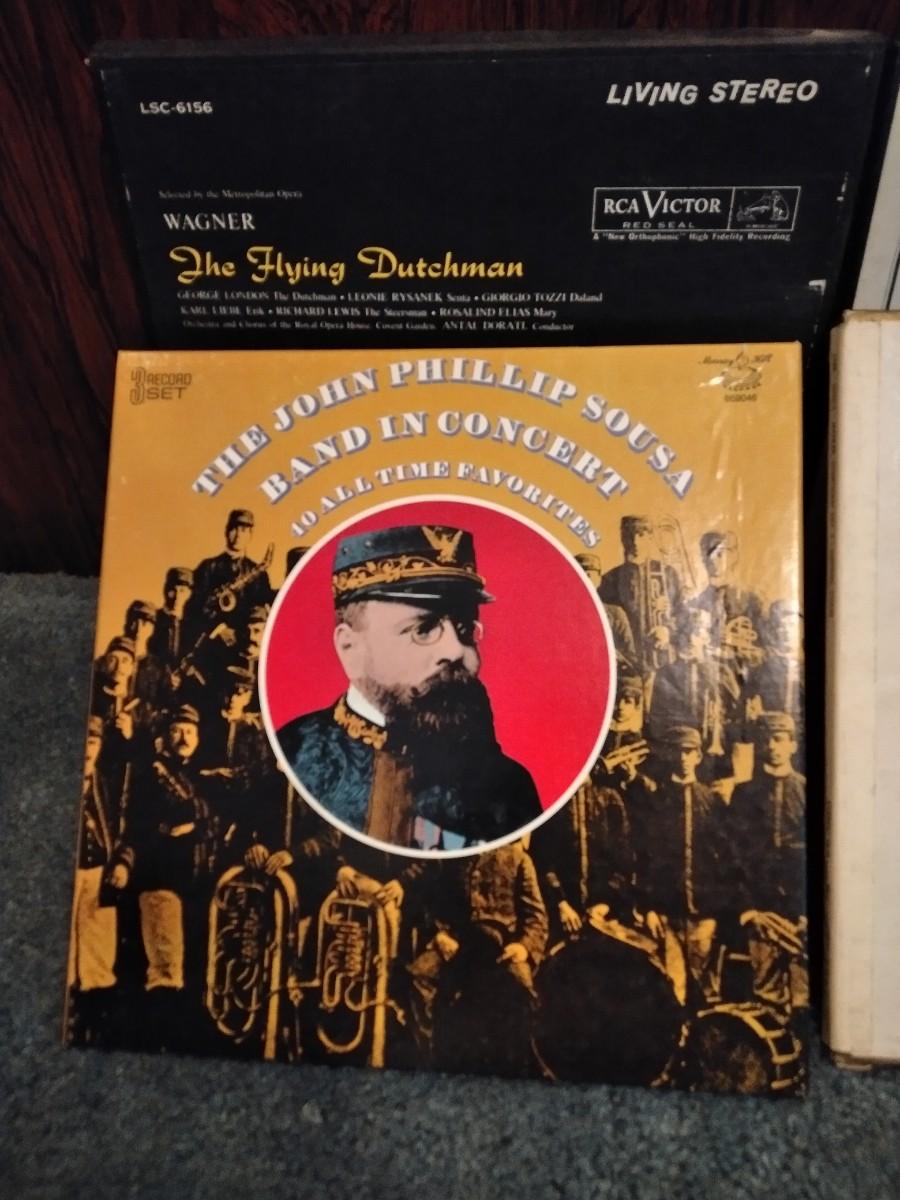 LSC-6156
LIVING STEREO
Selected by the Metropolitan Opera
WAGNER
RCA VICTOR
RED SEAL
A "New Orthophonic" High Fidelity Recording
The Flying Dutchman
GEORGE LONDON The Dutchman • LEONIE RYSANEK Senta • GIORGIO TOZZI Daland
KARL LIEBL Erik • RICHARD LEWIS The Steersman • ROSALIND ELIAS Mary
Orchestra and Chorus of the Royal Opera House, Covent Garden, ANTAL DORATI, Conductor
3 RECORD SET
THE JOHN PHILLIP SOUSA
BAND IN CONCERT
40 ALL TIME FAVORITES